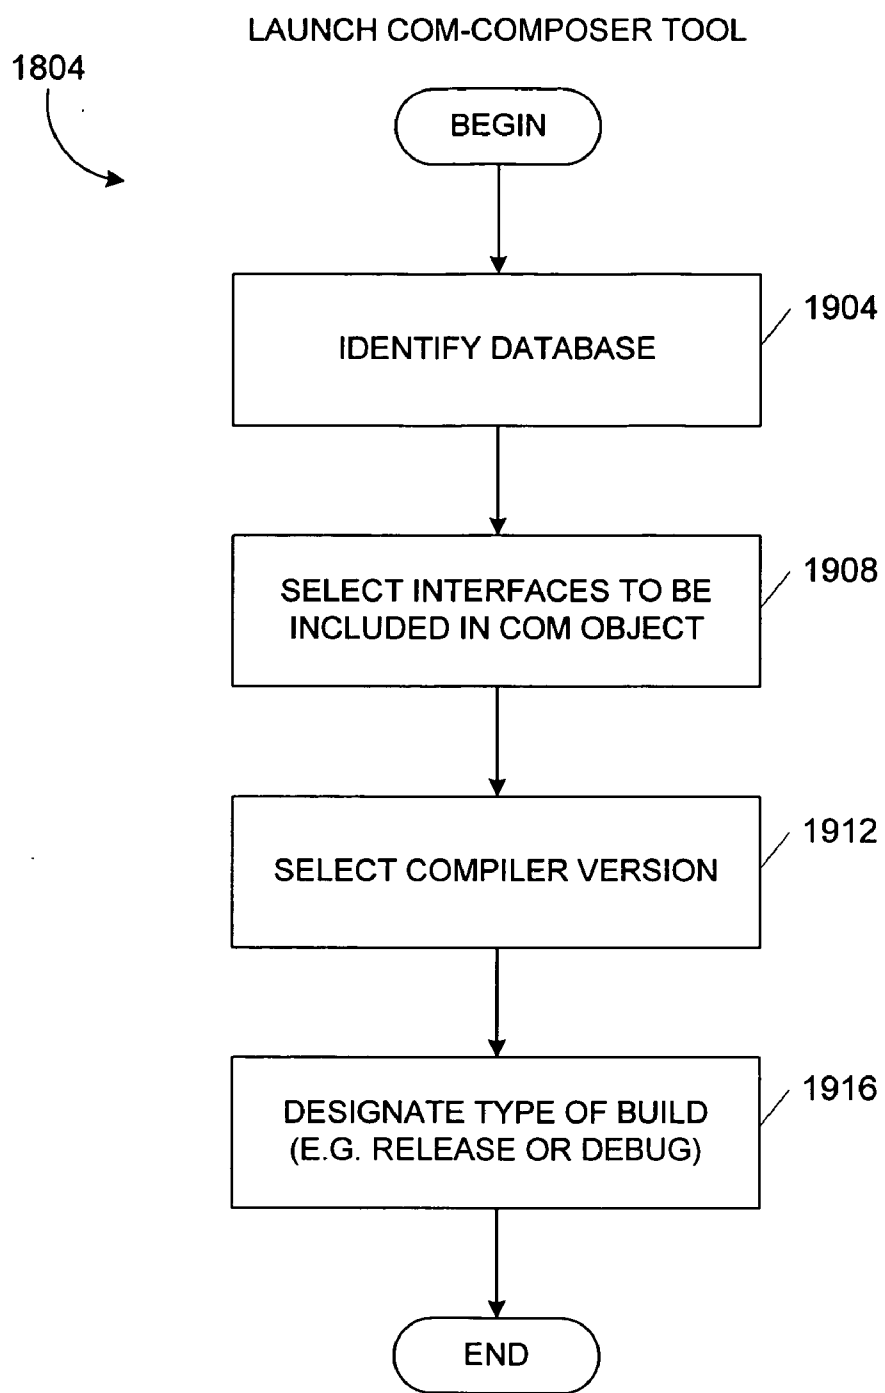 LAUNCH COM-COMPOSER TOOL
1804
BEGIN
1904
IDENTIFY DATABASE
1908
SELECT INTERFACES TO BE
INCLUDED IN COM OBJECT
1912
SELECT COMPILER VERSION
1916
DESIGNATE TYPE OF BUILD
(E.G. RELEASE OR DEBUG)
END